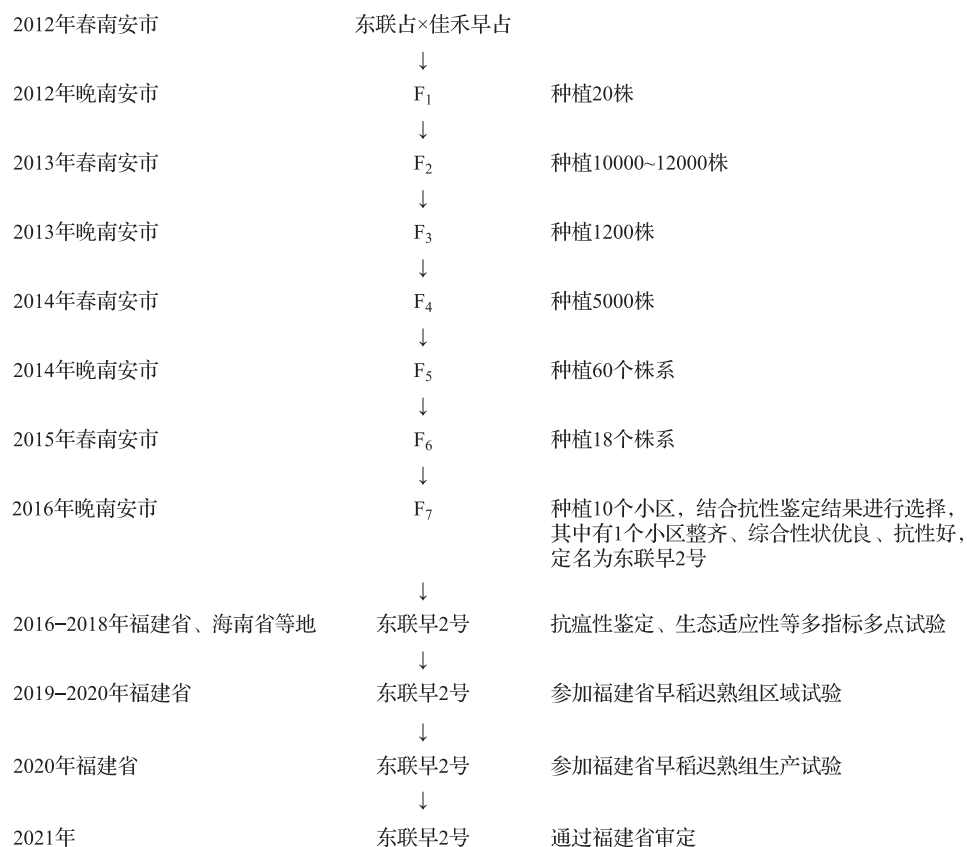 2012年春南安市 东联占×佳禾早占
↓
2012年晚南安市 F₁ 种植20株
↓
2013年春南安市 F₂ 种植10000~12000株
↓
2013年晚南安市 F₃ 种植1200株
↓
2014年春南安市 F₄ 种植5000株
↓
2014年晚南安市 F₅ 种植60个株系
↓
2015年春南安市 F₆ 种植18个株系
↓
2016年晚南安市 F₇ 种植10个小区，结合抗性鉴定结果进行选择，
其中有1个小区整齐、综合性状优良、抗性好，
定名为东联早2号
↓
2016−2018年福建省、海南省等地 东联早2号 抗瘟性鉴定、生态适应性等多指标多点试验
↓
2019−2020年福建省 东联早2号 参加福建省早稻迟熟组区域试验
↓
2020年福建省 东联早2号 参加福建省早稻迟熟组生产试验
↓
2021年 东联早2号 通过福建省审定